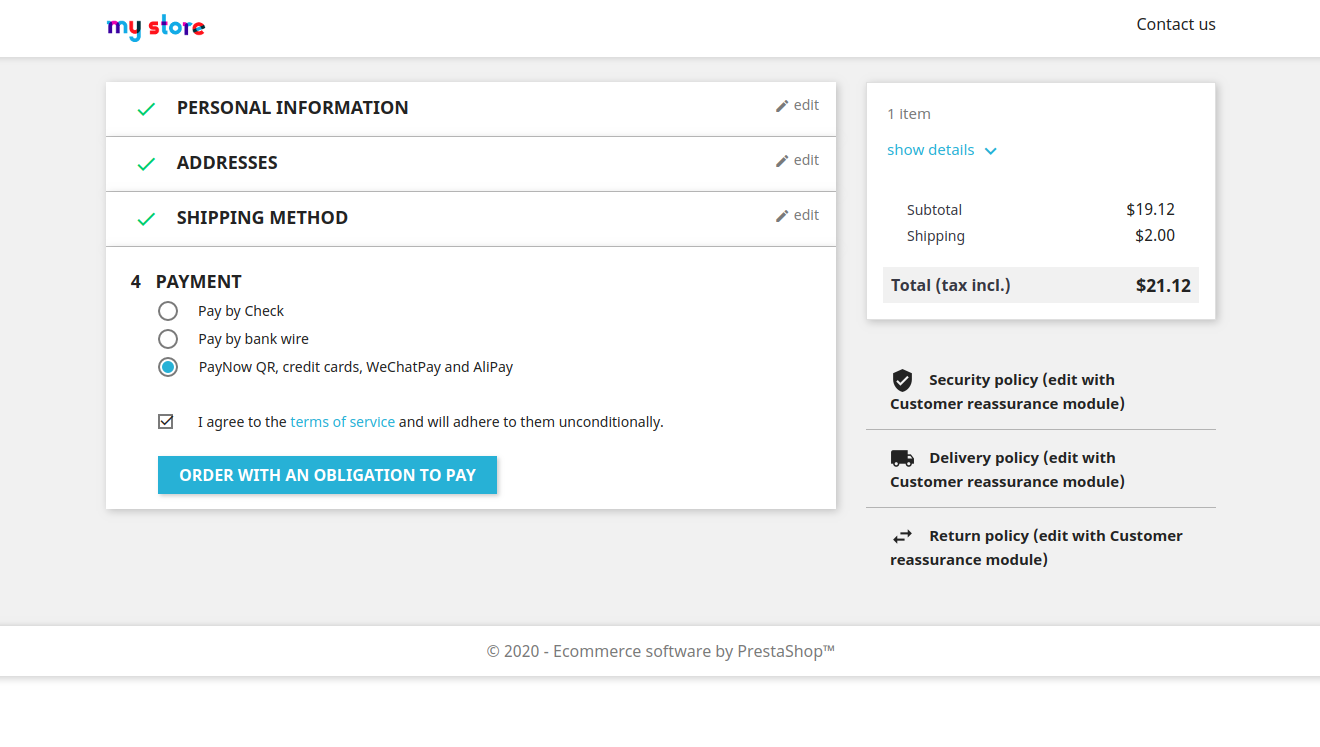 my store
Contact us
PERSONAL INFORMATION
edit
ADDRESSES
edit
SHIPPING METHOD
edit
4 PAYMENT
Pay by Check
Pay by bank wire
PayNow QR, credit cards, WeChatPay and AliPay
I agree to the terms of service and will adhere to them unconditionally.
ORDER WITH AN OBLIGATION TO PAY
1 item
show details
Subtotal $19.12
Shipping $2.00
Total (tax incl.) $21.12
Security policy (edit with
Customer reassurance module)
Delivery policy (edit with
Customer reassurance module)
Return policy (edit with Customer
reassurance module)
© 2020 - Ecommerce software by PrestaShop™